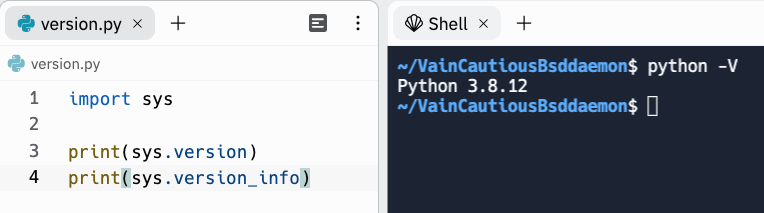 version.py
version.py
1 import sys
2
3 print(sys.version)
4 print(sys.version_info)
Shell
~/VainCautiousBsddaemon$ python -V
Python 3.8.12
~/VainCautiousBsddaemon$